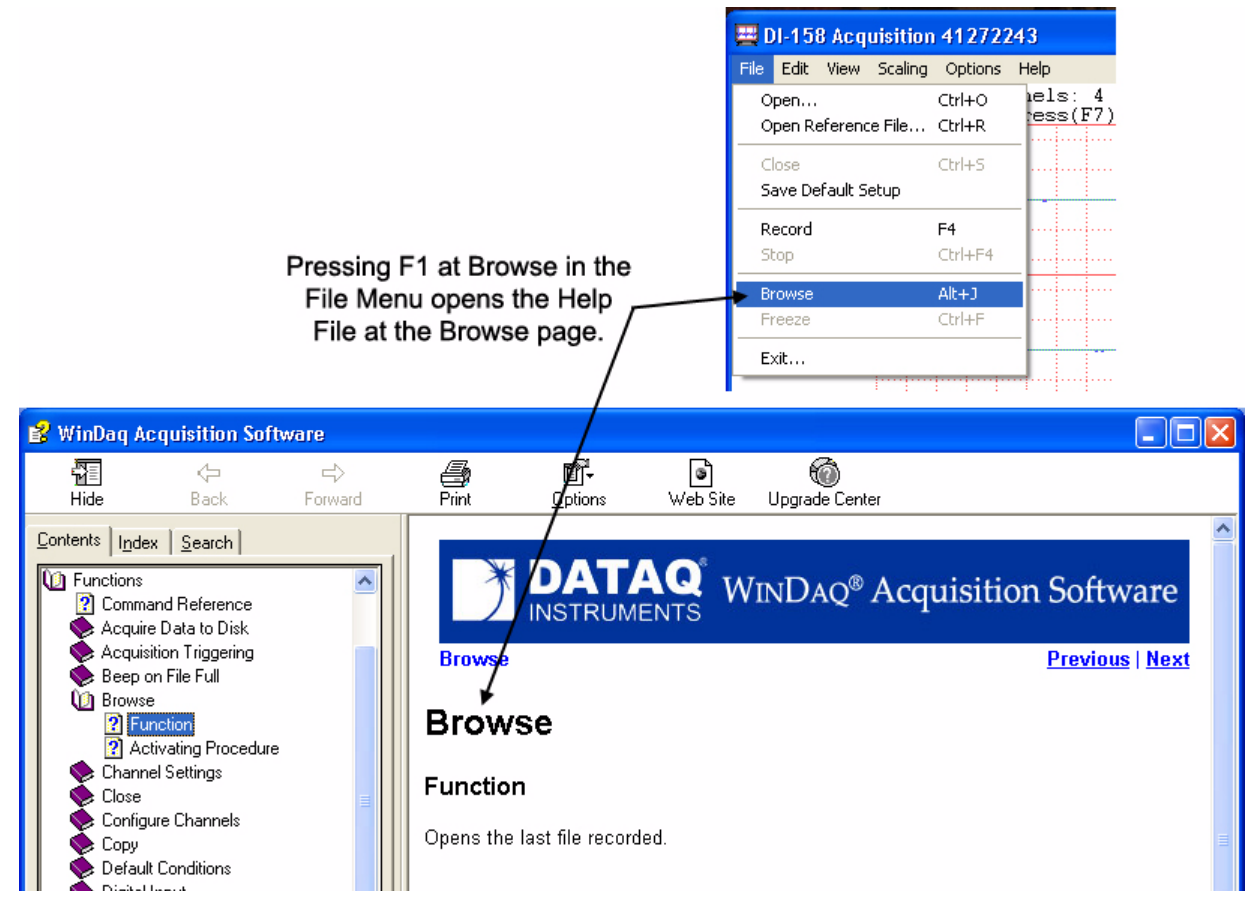 DI-158 Acquisition 41272243
File Edit View Scaling Options Help
Open... Ctrl+O
Open Reference File... Ctrl+R
Close Ctrl+S
Save Default Setup
Record F4
Stop Ctrl+F4
Browse Alt+J
Freeze Ctrl+F
Exit...
nels: 4
ress(F7)
Pressing F1 at Browse in the
File Menu opens the Help
File at the Browse page.
WinDaq Acquisition Software
Hide Back Forward Print Options Web Site Upgrade Center
Contents Index Search
Functions
Command Reference
Acquire Data to Disk
Acquisition Triggering
Beep on File Full
Browse
Function
Activating Procedure
Channel Settings
Close
Configure Channels
Copy
Default Conditions
DATAQ®
INSTRUMENTS
WINDAQ® Acquisition Software
Browse Previous | Next
Browse
Function
Opens the last file recorded.